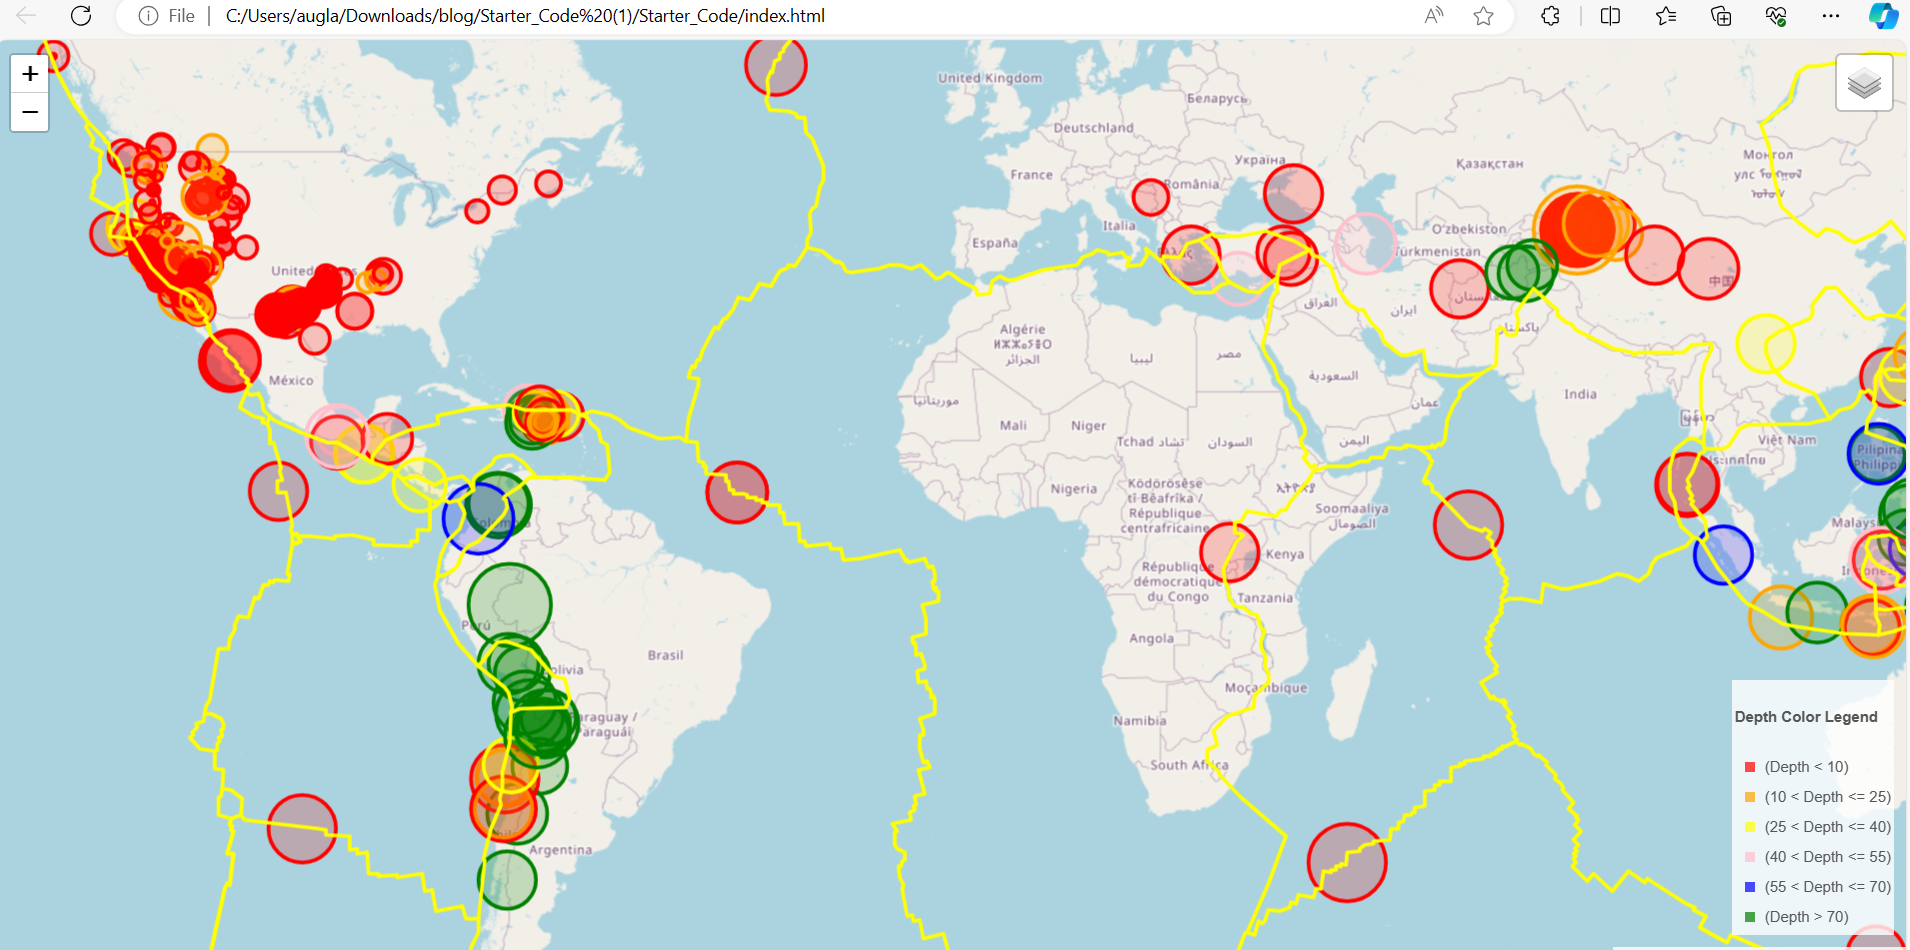 File
C:/Users/augla/Downloads/blog/Starter_Code%20(1)/Starter_Code/index.html
+
−
United Kingdom
Беларусь
Deutschland
Україна
Қазақстан
Монгол
улс
France
România
Italia
O'zbekiston
España
Türkmenistan
United
中国
العراق
ایران
پاکستان
Algérie
ⵍⵣⵣⴰⵢⴻⵔ
الجزائر
ليبيا
مصر
السعودية
México
India
موريتانيا
عمان
Mali
Niger
Tchad تشاد
السودان
اليمن
Việt Nam
Pilipinas
Philippines
Nigeria
Ködörösêse
tî Bêafrîka /
République
centrafricaine
Soomaaliya
الصومال
Malaysia
Kenya
République
démocratique
du Congo
Tanzania
Perú
Angola
Brasil
Bolivia
Moçambique
Paraguay /
Paraguái
Namibia
South Africa
Argentina
Depth Color Legend
(Depth < 10)
(10 < Depth <= 25)
(25 < Depth <= 40)
(40 < Depth <= 55)
(55 < Depth <= 70)
(Depth > 70)